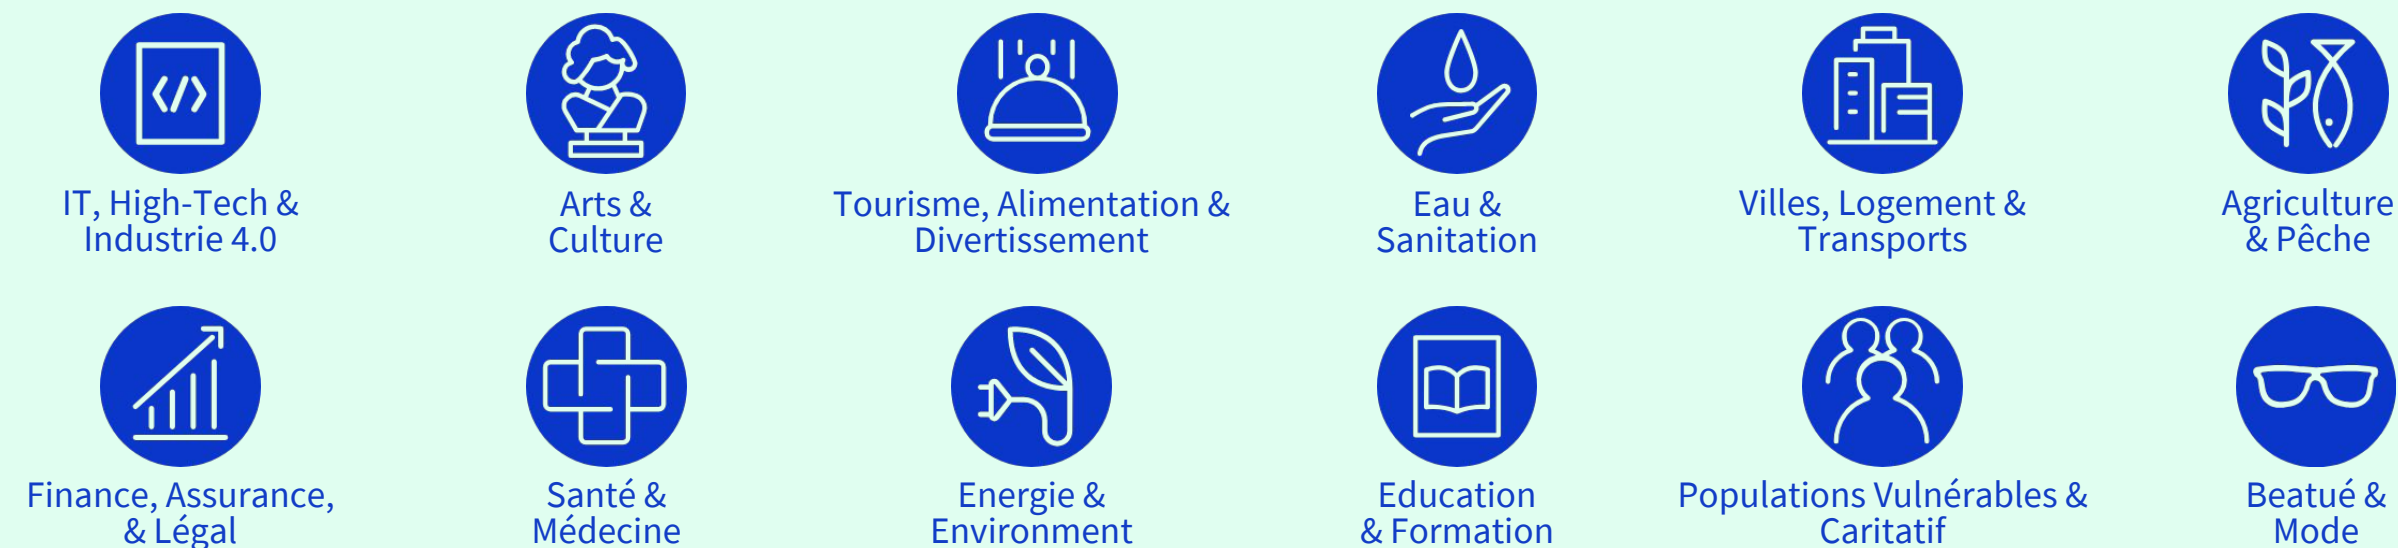 IT, High-Tech &
Industrie 4.0
Arts &
Culture
Tourisme, Alimentation &
Divertissement
Eau &
Sanitation
Villes, Logement &
Transports
Agriculture
& Pêche
Finance, Assurance,
& Légal
Santé &
Médecine
Energie &
Environment
Education
& Formation
Populations Vulnérables &
Caritatif
Beatué &
Mode